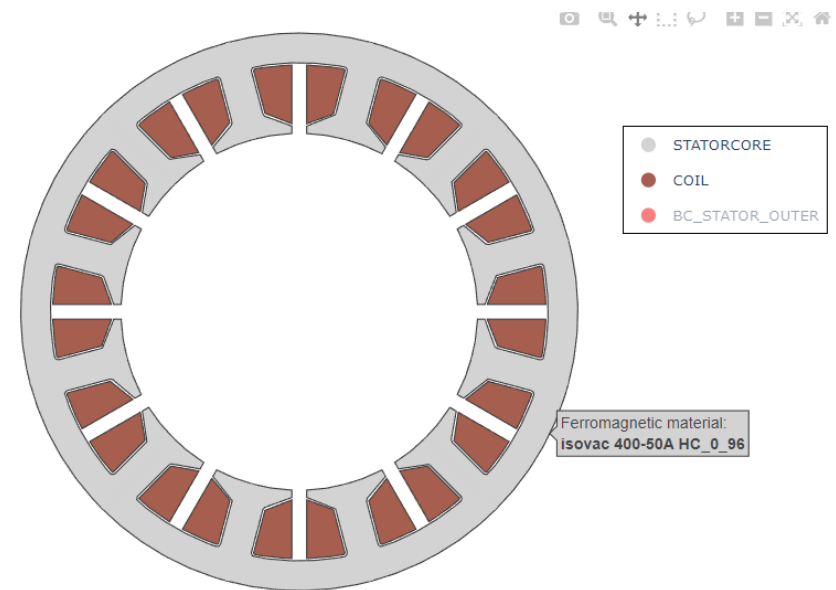 STATORCORE
COIL
BC_STATOR_OUTER
Ferromagnetic material:
isovac 400-50A HC_0_96